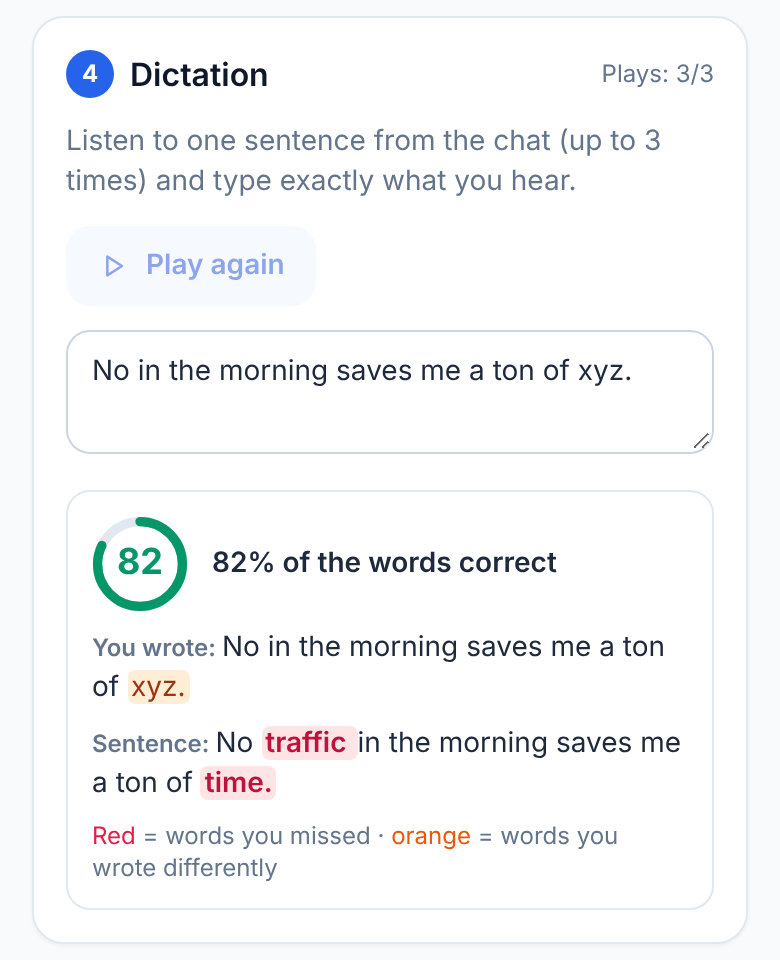 4 Dictation Plays: 3/3
Listen to one sentence from the chat (up to 3
times) and type exactly what you hear.
Play again
No in the morning saves me a ton of xyz.
82 82% of the words correct
You wrote: No in the morning saves me a ton
of xyz.
Sentence: No traffic in the morning saves me
a ton of time.
Red = words you missed · orange = words you
wrote differently